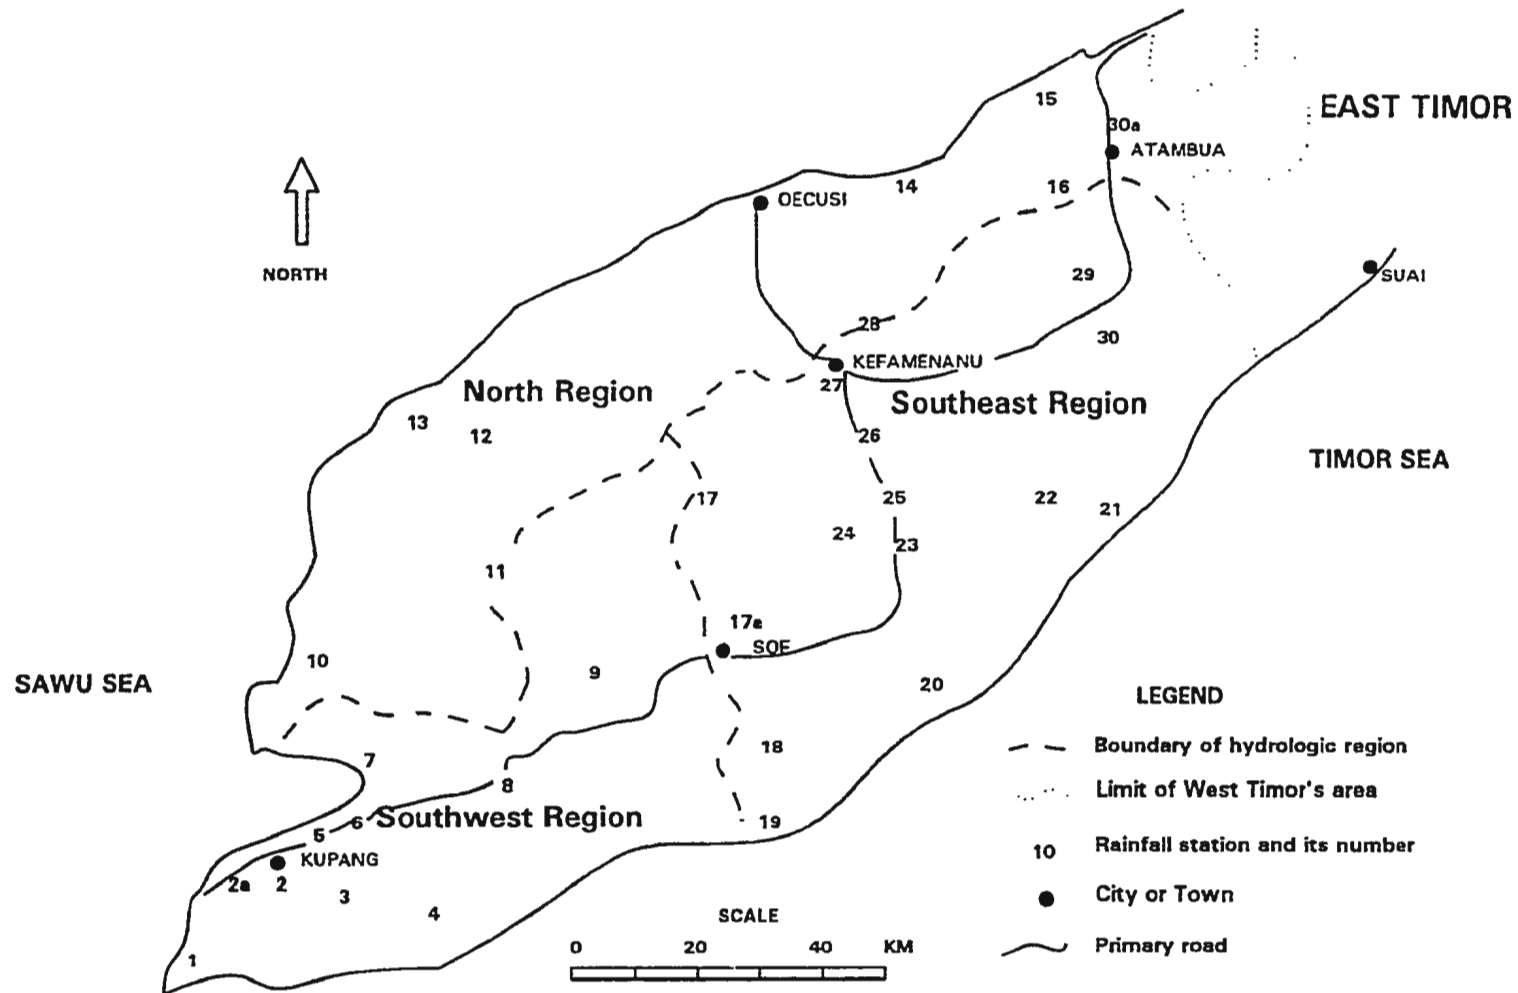 15
EAST TIMOR
30a
ATAMBUA
14
16
OECUSI
NORTH
29
SUAI
28
30
KEFAMENANU
27
North Region
Southeast Region
13
12
26
TIMOR SEA
17
25
22
21
24
23
11
17a
SOE
10
9
SAWU SEA
20
LEGEND
18
Boundary of hydrologic region
7
8
Limit of West Timor's area
Southwest Region
6
5
19
10
Rainfall station and its number
KUPANG
2a
2
3
4
City or Town
SCALE
0
20
40
KM
Primary road
1